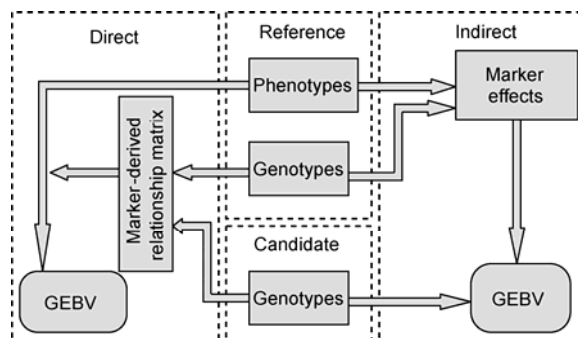 Direct
Reference
Indirect
Phenotypes
Marker
effects
Marker-derived
relationship matrix
Genotypes
Candidate
GEBV
Genotypes
GEBV